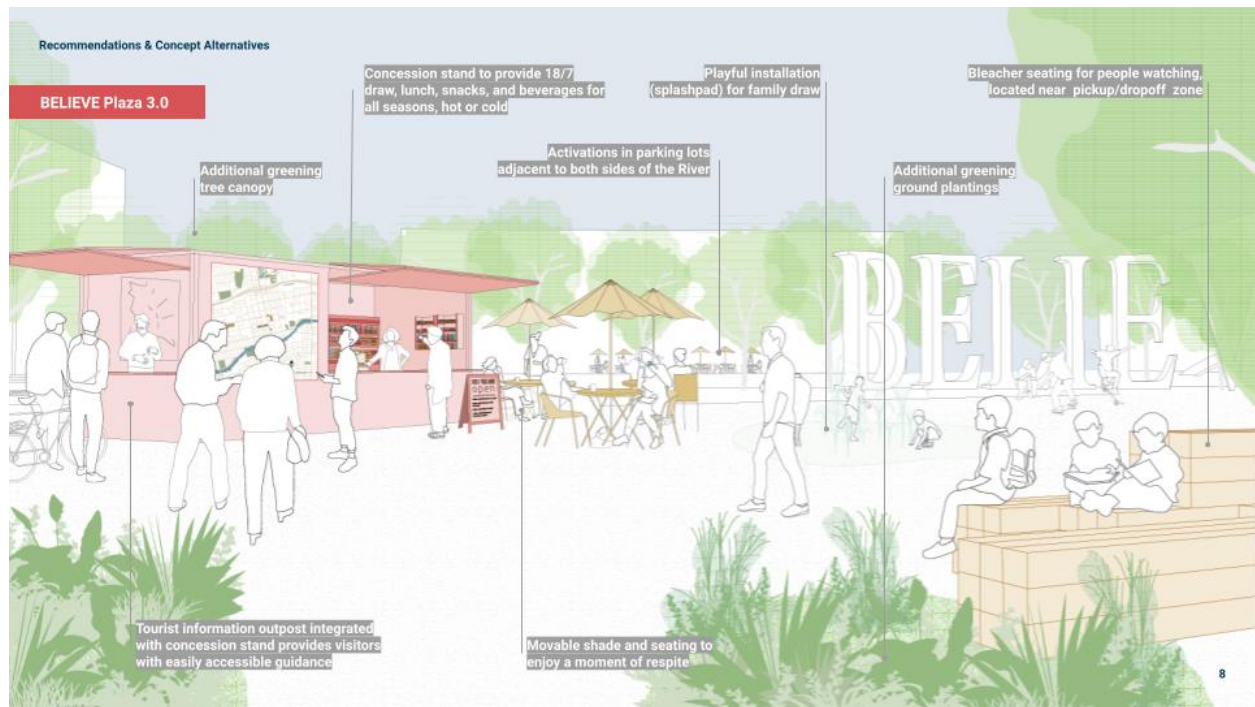 Recommendations & Concept Alternatives
BELIEVE Plaza 3.0
Concession stand to provide 18/7
draw, lunch, snacks, and beverages for
all seasons, hot or cold
Playful installation
(splashpad) for family draw
Bleacher seating for people watching,
located near pickup/dropoff zone
Additional greening
tree canopy
Activations in parking lots
adjacent to both sides of the River
Additional greening
ground plantings
BELIE
open
Tourist information outpost integrated
with concession stand provides visitors
with easily accessible guidance
Movable shade and seating to
enjoy a moment of respite
8